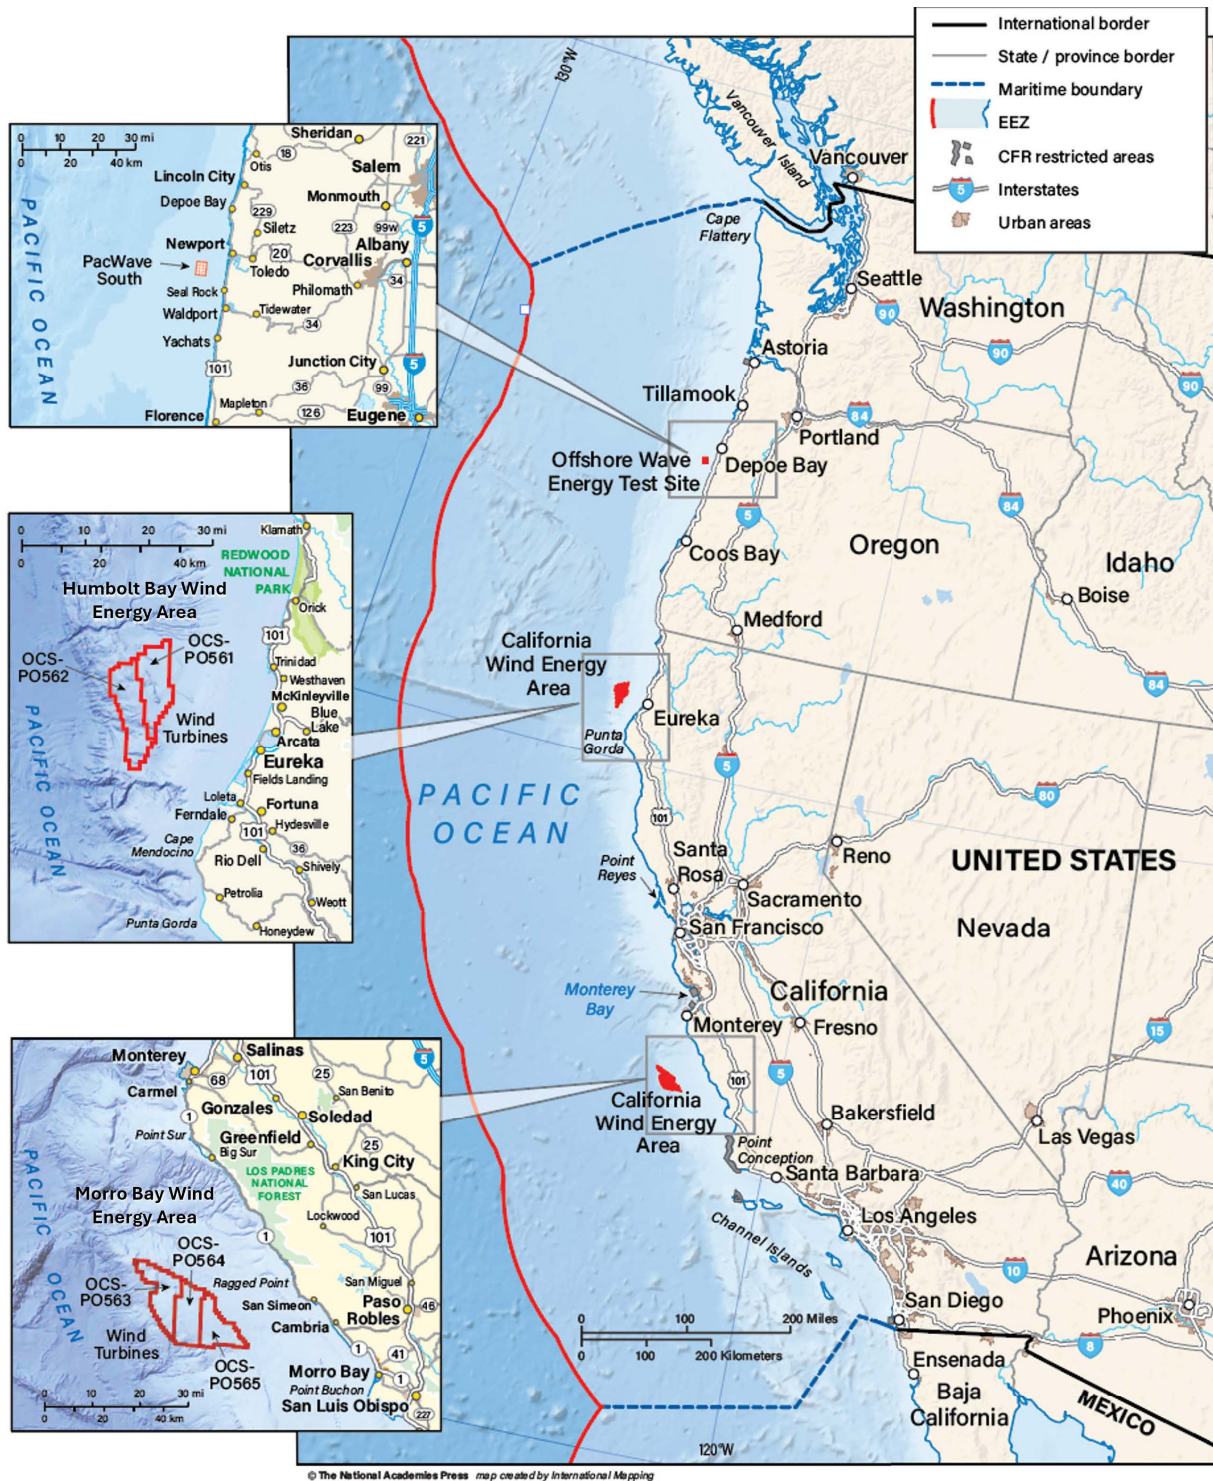 International border
State / province border
Maritime boundary
EEZ
CFR restricted areas
5
Interstates
Urban areas
130°W
Vancouver Island
Vancouver
Cape
Flattery
Seattle
90
Washington
90
90
Astoria
Tillamook
84
Portland
Offshore Wave
Energy Test Site
Depoe Bay
5
84
Coos Bay
Oregon
Idaho
Boise
Medford
California
Wind Energy
Area
84
Eureka
Punta
Gorda
5
80
PACIFIC
OCEAN
101
Reno
Santa
Rosa
Point
Reyes
UNITED STATES
Sacramento
San Francisco
Nevada
Monterey
Bay
California
Monterey
Fresno
15
5
101
California
Wind Energy
Area
Bakersfield
Las Vegas
Point
Conception
Santa Barbara
40
Los Angeles
Channel Islands
Arizona
10
San Diego
Phoenix
0 100 200 Miles
0 100 200 Kilometers
8
Ensenada
Baja
California
MEXICO
120°W
0 10 20 30 mi
0 20 40 km
PACIFIC OCEAN
Sheridan
221
18
Otis
Salem
Lincoln City
Monmouth
Depoe Bay
229
Siletz
223
99W
5
Newport
20
Albany
Corvallis
PacWave
South
Toledo
Philomath
34
Seal Rock
Waldport
Tidewater
34
Yachats
101
Junction City
5
36
99
Mapleton
126
Florence
Eugene
0 10 20 30 mi
0 20 40 km
Klamath
REDWOOD
NATIONAL
PARK
Humbolt Bay Wind
Energy Area
Orick
OCS-
PO561
101
OCS-
PO562
Trinidad
Westhaven
McKinleyville
Blue
Lake
Wind
Turbines
PACIFIC OCEAN
Arcata
Eureka
Fields Landing
Loleta
Fortuna
Ferndale
101
Hydesville
Cape
Mendocino
36
Rio Dell
Shively
Petrolia
Weott
Punta Gorda
Honeydew
Monterey
Salinas
5
68
101
25
San Benito
Carmel
1
Gonzales
Soledad
Point Sur
Greenfield
25
Big Sur
King City
PACIFIC OCEAN
LOS PADRES
NATIONAL
FOREST
San Lucas
Morro Bay Wind
Energy Area
Lockwood
1
101
OCS-
PO564
OCS-
PO563
Ragged Point
San Miguel
San Simeon
Paso
Robles
46
Cambria
Wind
Turbines
OCS-
PO565
1
41
Morro Bay
1
Point Buchon
San Luis Obispo
227
0 10 20 30 mi
0 20 40 km
© The National Academies Press map created by International Mapping